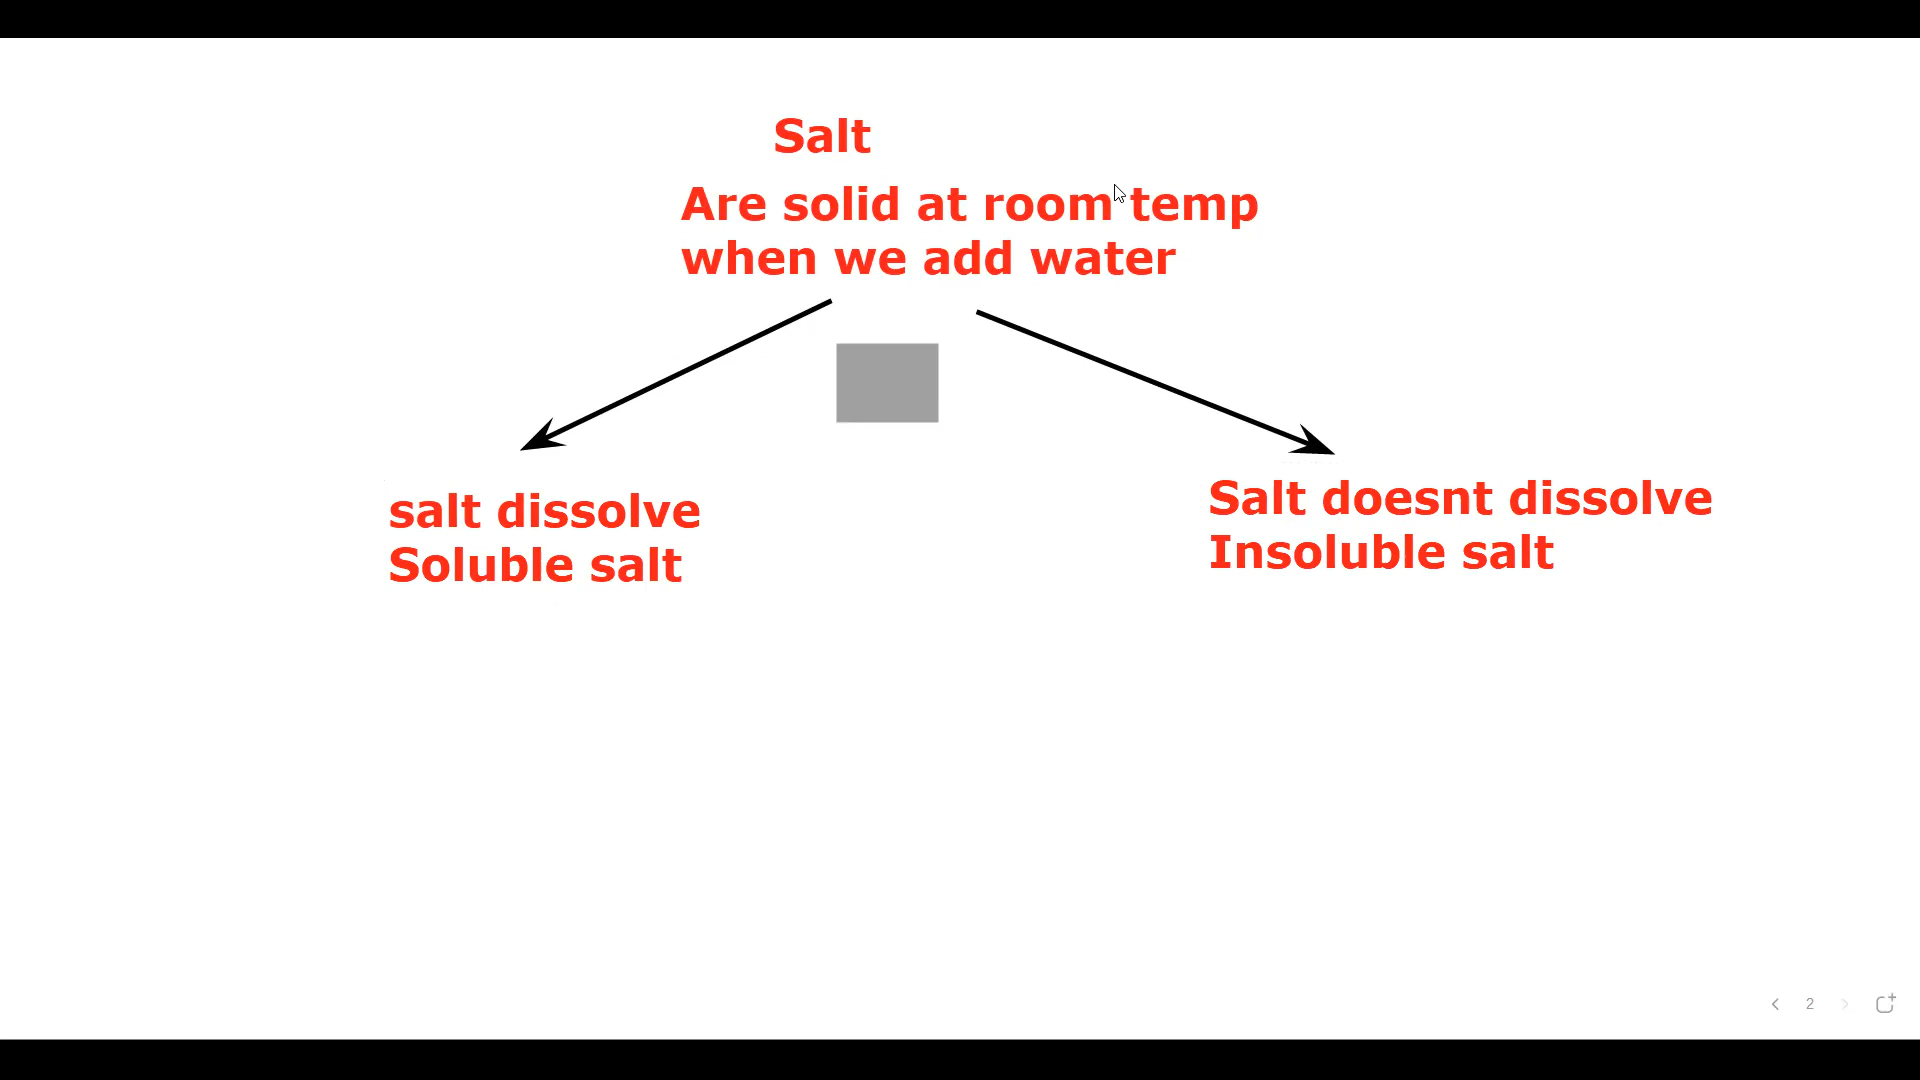 Salt
Are solid at room temp
when we add water
salt dissolve
Soluble salt
Salt doesnt dissolve
Insoluble salt
2